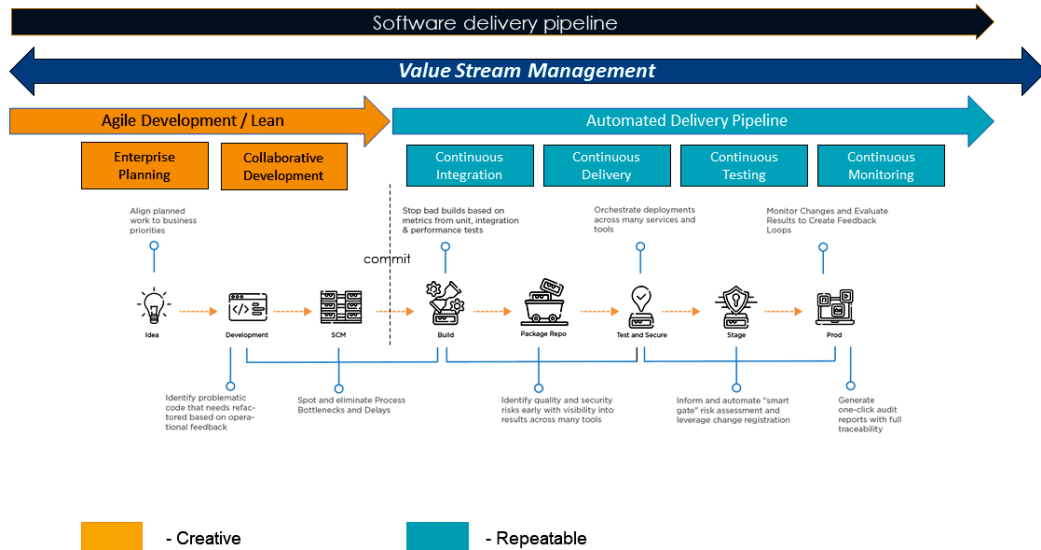 Software delivery pipeline
Value Stream Management
Agile Development / Lean
Automated Delivery Pipeline
Enterprise
Planning
Collaborative
Development
Continuous
Integration
Continuous
Delivery
Continuous
Testing
Continuous
Monitoring
Align planned
work to business
priorities
Stop bad builds based on
metrics from unit, integration
& performance tests
Orchestrate deployments
across many services and
tools
Monitor Changes and Evaluate
Results to Create Feedback
Loops
commit
Idea
Development
SCM
Build
Package Repo
Test and Secure
Stage
Prod
Identify problematic
code that needs refac-
tored based on opera-
tional feedback
Spot and eliminate Process
Bottlenecks and Delays
Identify quality and security
risks early with visibility into
results across many tools
Inform and automate “smart
gate” risk assessment and
leverage change registration
Generate
one-click audit
reports with full
traceability
- Creative
- Repeatable